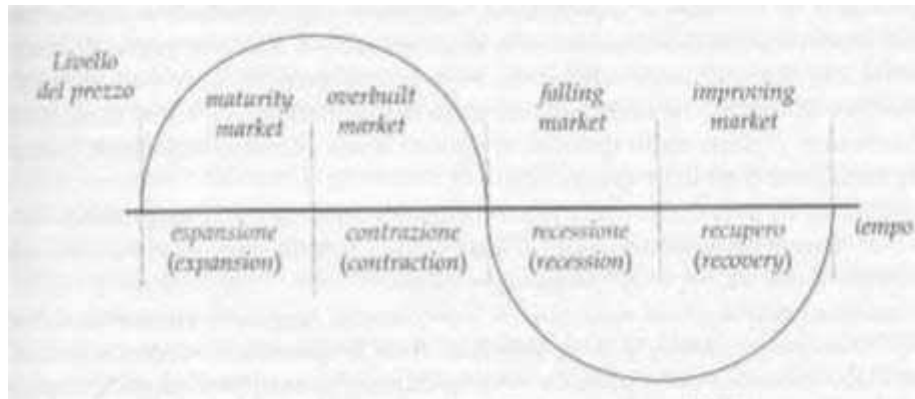 Livello
del prezzo
maturity
market
overbuilt
market
falling
market
improving
market
espansione
(expansion)
contrazione
(contraction)
recessione
(recession)
recupero
(recovery)
tempo